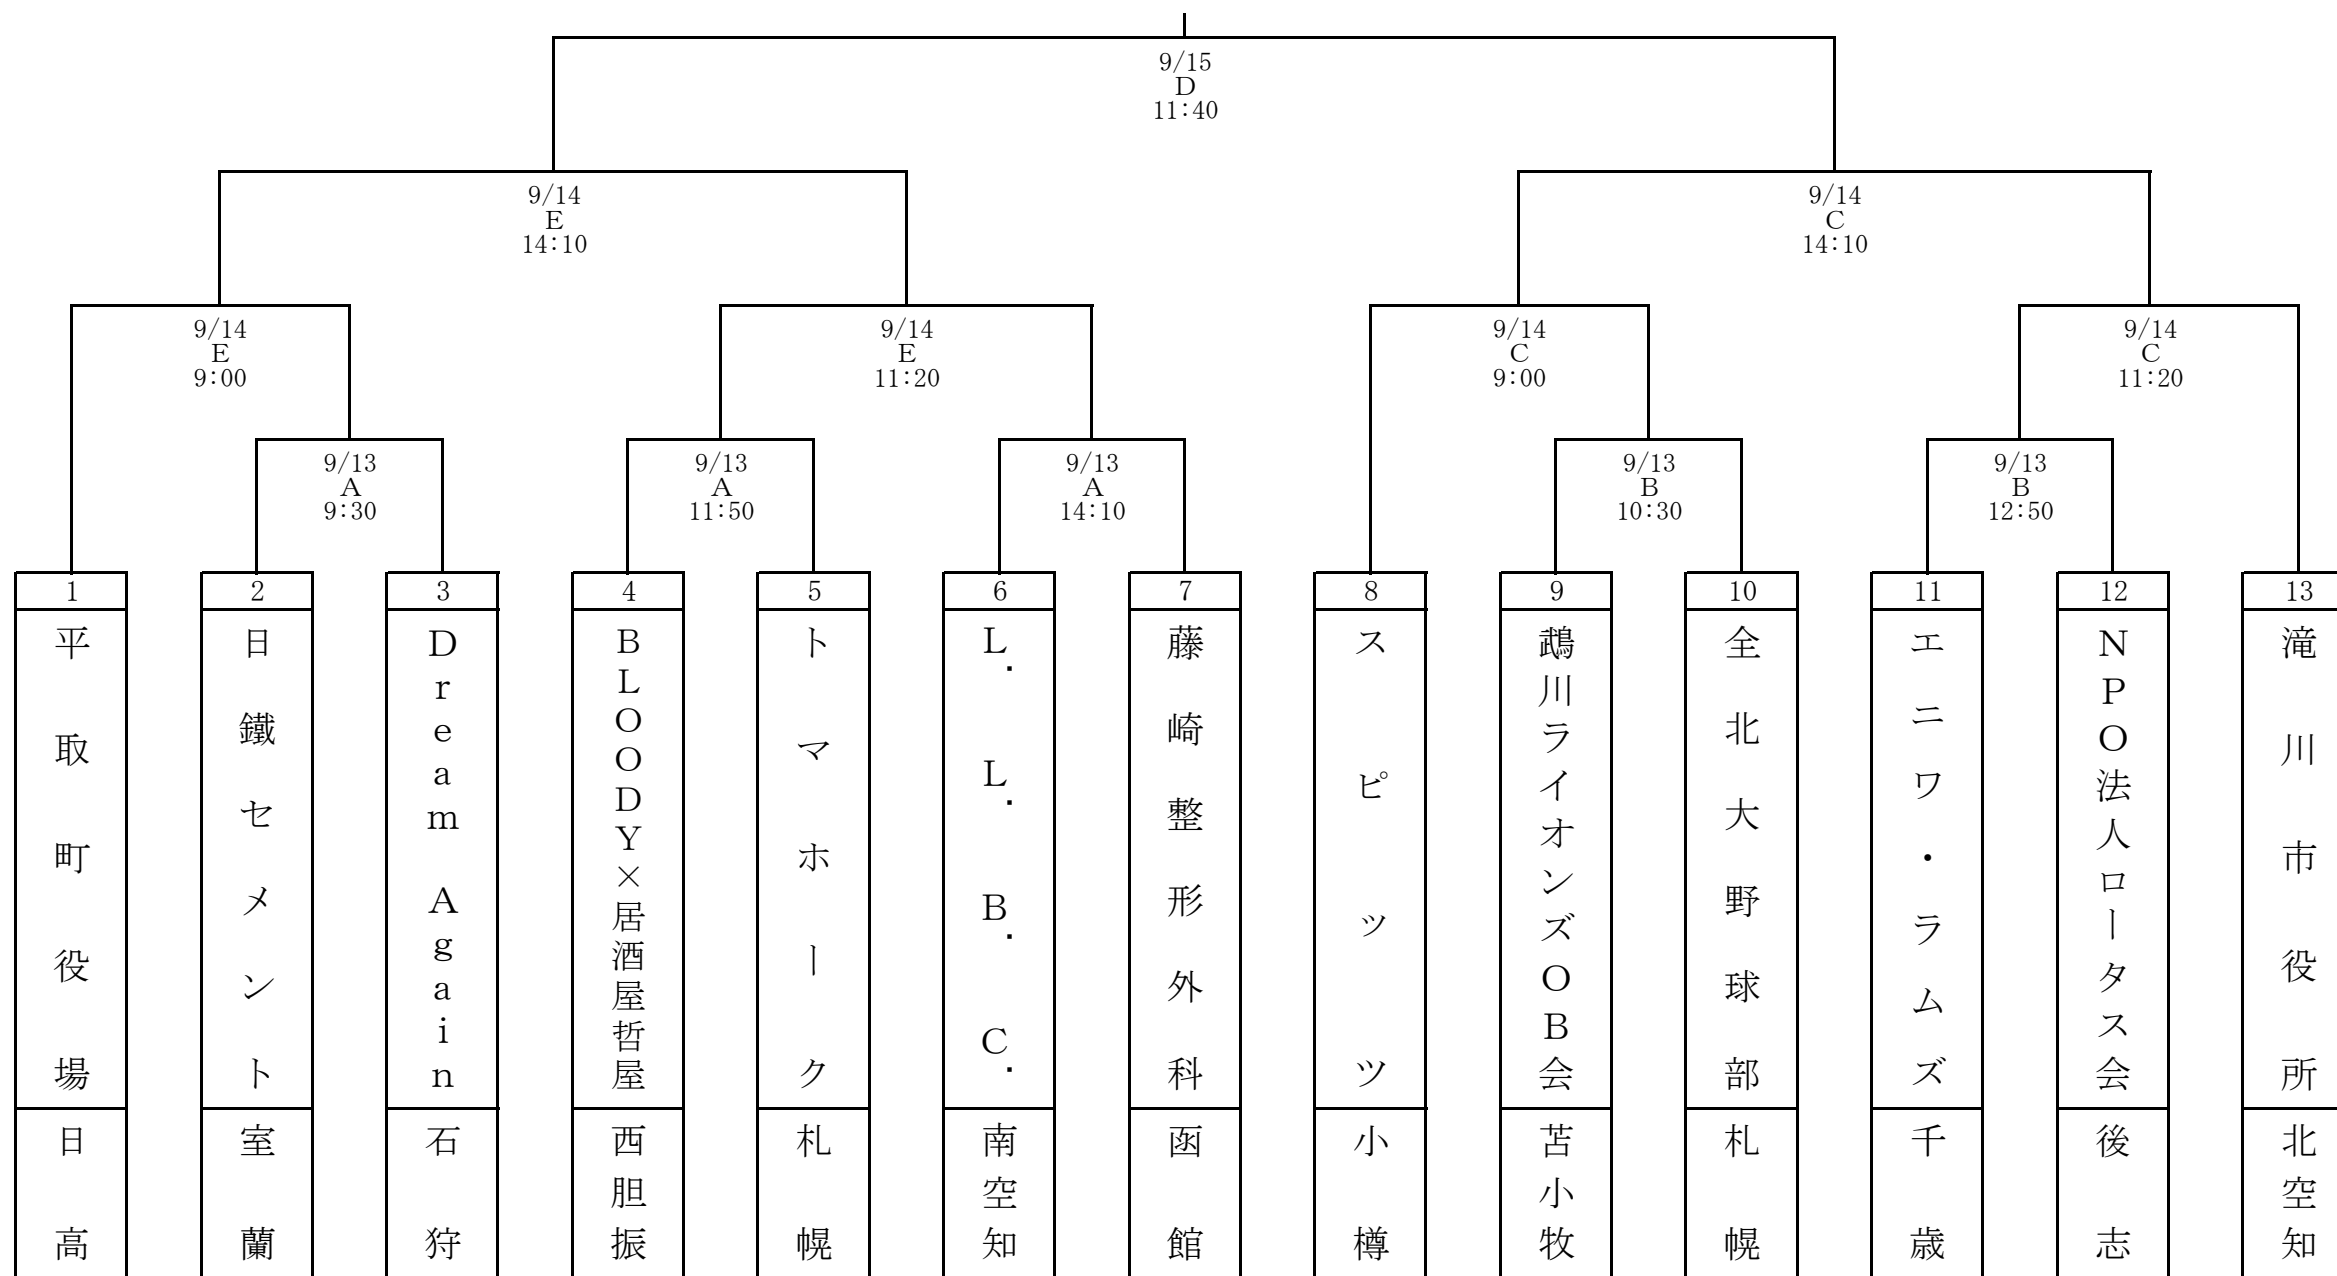 9/15
D
11:40
9/14
E
14:10
9/14
C
14:10
9/14
E
9:00
9/14
E
11:20
9/14
C
9:00
9/14
C
11:20
9/13
A
9:30
9/13
A
11:50
9/13
A
14:10
9/13
B
10:30
9/13
B
12:50
1
平取町役場
日高
2
日鐵セメント
室蘭
3
Dream Again
石狩
4
BLOODY×居酒屋哲屋
西胆振
5
トマホーク
札幌
6
L.L.B.C.
南空知
7
藤崎整形外科
函館
8
スピッツ
小樽
9
鵡川ライオンズOB会
苫小牧
10
全北大野球部
札幌
11
エニワ・ラムズ
千歳
12
NPO法人ロータス会
後志
13
滝川市役所
北空知